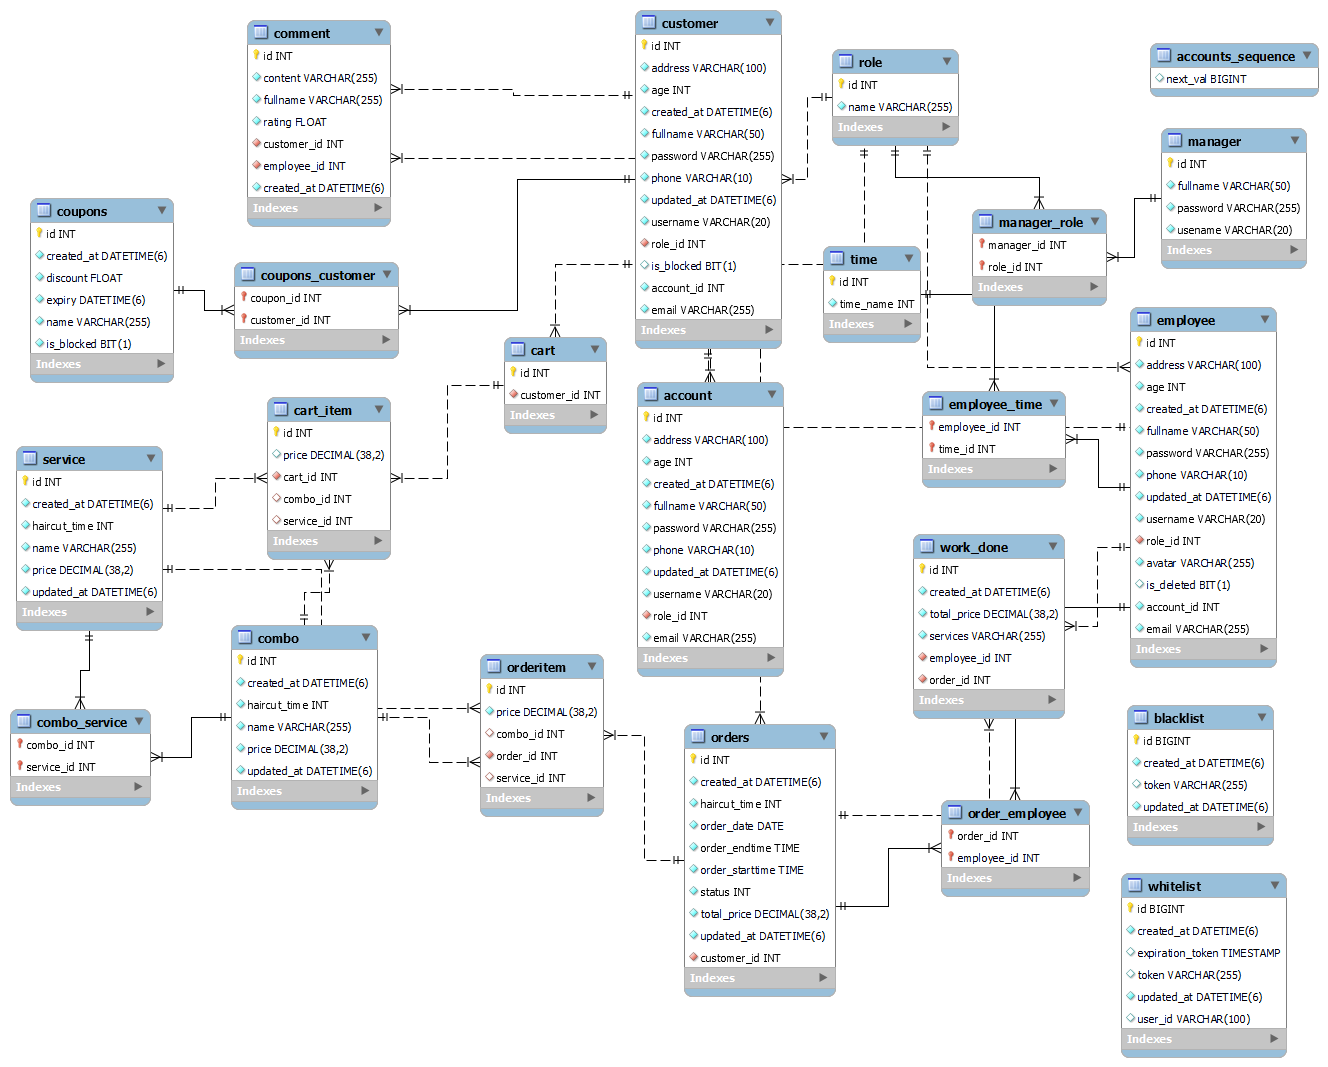 comment
id INT
content VARCHAR(255)
fullname VARCHAR(255)
rating FLOAT
customer_id INT
employee_id INT
created_at DATETIME(6)
Indexes
customer
id INT
address VARCHAR(100)
age INT
created_at DATETIME(6)
fullname VARCHAR(50)
password VARCHAR(255)
phone VARCHAR(10)
updated_at DATETIME(6)
username VARCHAR(20)
role_id INT
is_blocked BIT(1)
account_id INT
email VARCHAR(255)
Indexes
role
id INT
name VARCHAR(255)
Indexes
accounts_sequence
next_val BIGINT
manager
id INT
fullname VARCHAR(50)
password VARCHAR(255)
usename VARCHAR(20)
Indexes
coupons
id INT
created_at DATETIME(6)
discount FLOAT
expiry DATETIME(6)
name VARCHAR(255)
is_blocked BIT(1)
Indexes
coupons_customer
coupon_id INT
customer_id INT
Indexes
manager_role
manager_id INT
role_id INT
Indexes
time
id INT
time_name INT
Indexes
employee
id INT
address VARCHAR(100)
age INT
created_at DATETIME(6)
fullname VARCHAR(50)
password VARCHAR(255)
phone VARCHAR(10)
updated_at DATETIME(6)
username VARCHAR(20)
role_id INT
avatar VARCHAR(255)
is_deleted BIT(1)
account_id INT
email VARCHAR(255)
Indexes
cart
id INT
customer_id INT
Indexes
cart_item
id INT
price DECIMAL(38,2)
cart_id INT
combo_id INT
service_id INT
Indexes
account
id INT
address VARCHAR(100)
age INT
created_at DATETIME(6)
fullname VARCHAR(50)
password VARCHAR(255)
phone VARCHAR(10)
updated_at DATETIME(6)
username VARCHAR(20)
role_id INT
email VARCHAR(255)
Indexes
employee_time
employee_id INT
time_id INT
Indexes
service
id INT
created_at DATETIME(6)
haircut_time INT
name VARCHAR(255)
price DECIMAL(38,2)
updated_at DATETIME(6)
Indexes
work_done
id INT
created_at DATETIME(6)
total_price DECIMAL(38,2)
services VARCHAR(255)
employee_id INT
order_id INT
Indexes
combo
id INT
created_at DATETIME(6)
haircut_time INT
name VARCHAR(255)
price DECIMAL(38,2)
updated_at DATETIME(6)
Indexes
orderitem
id INT
price DECIMAL(38,2)
combo_id INT
order_id INT
service_id INT
Indexes
combo_service
combo_id INT
service_id INT
Indexes
orders
id INT
created_at DATETIME(6)
haircut_time INT
order_date DATE
order_endtime TIME
order_starttime TIME
status INT
total_price DECIMAL(38,2)
updated_at DATETIME(6)
customer_id INT
Indexes
order_employee
order_id INT
employee_id INT
Indexes
blacklist
id BIGINT
created_at DATETIME(6)
token VARCHAR(255)
updated_at DATETIME(6)
Indexes
whitelist
id BIGINT
created_at DATETIME(6)
expiration_token TIMESTAMP
token VARCHAR(255)
updated_at DATETIME(6)
user_id VARCHAR(100)
Indexes